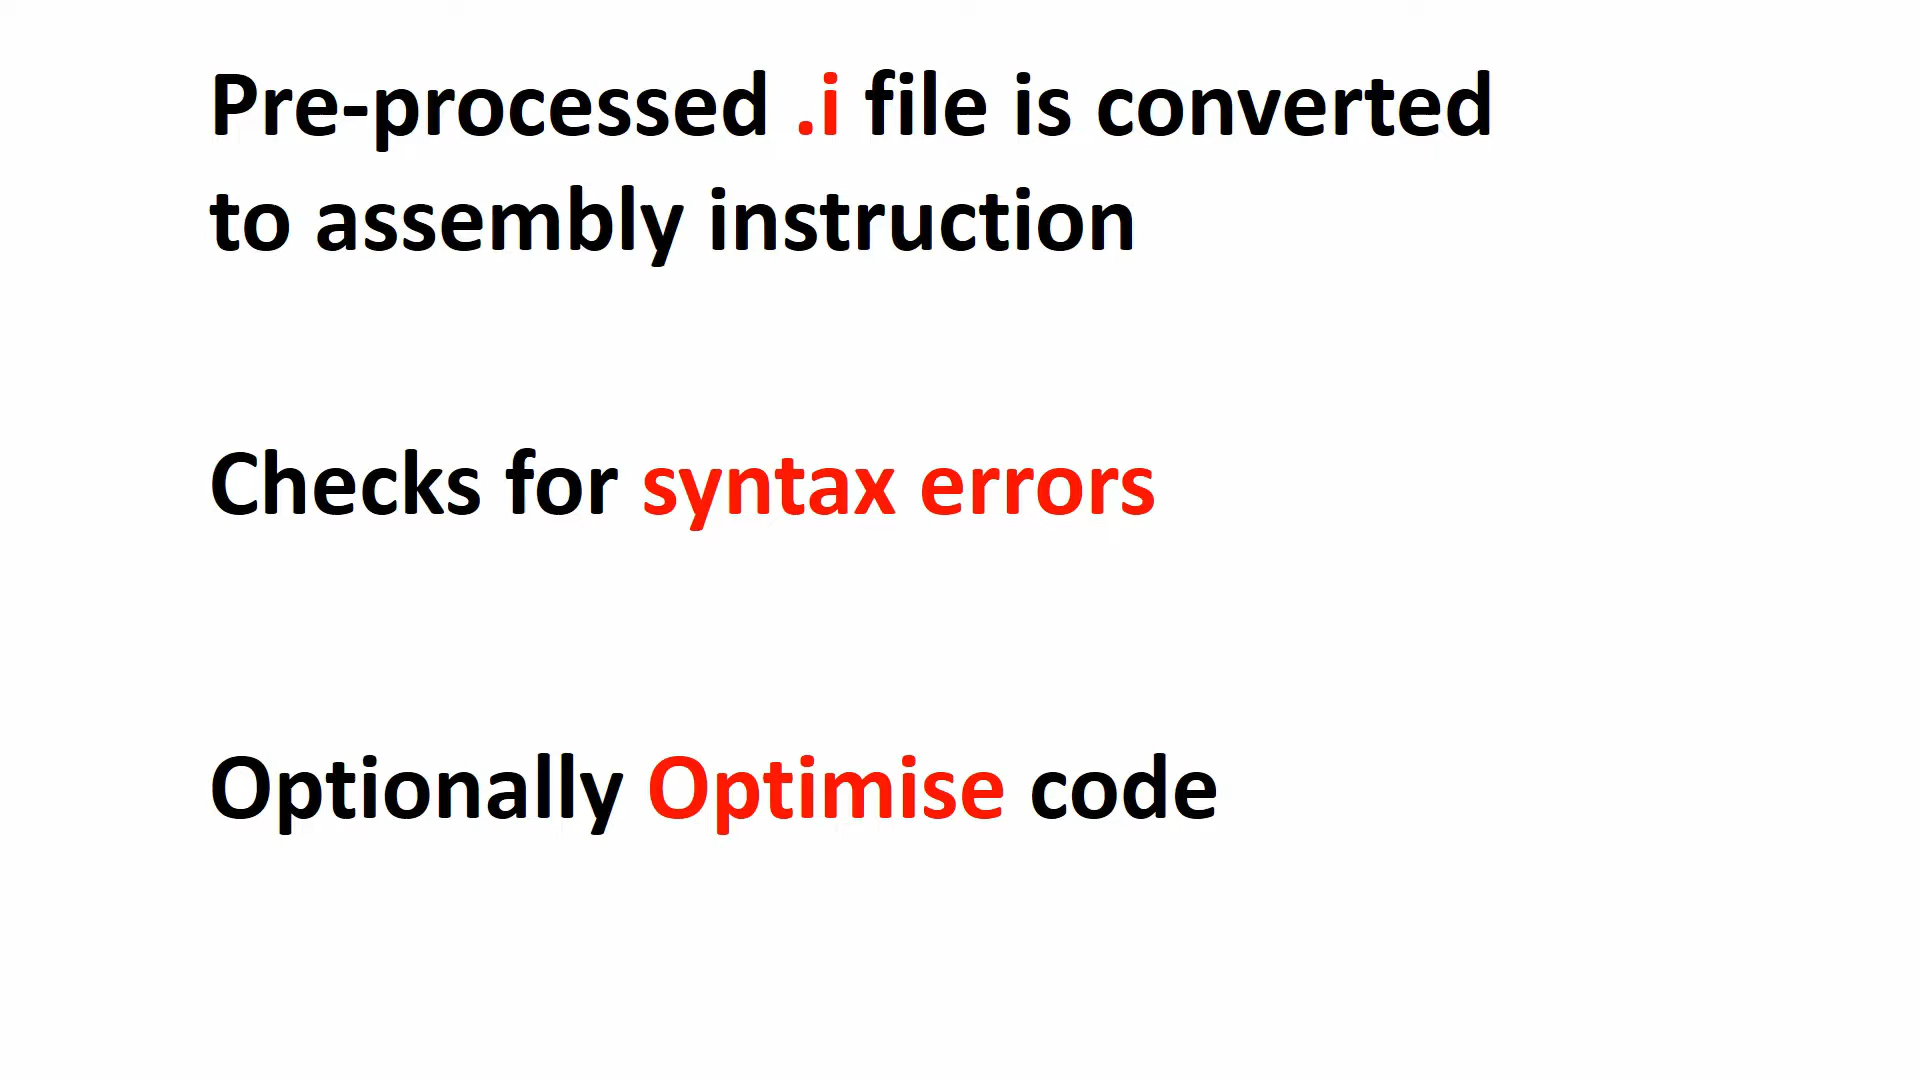 Pre-processed .i file is converted
to assembly instruction
Checks for syntax errors
Optionally Optimise code